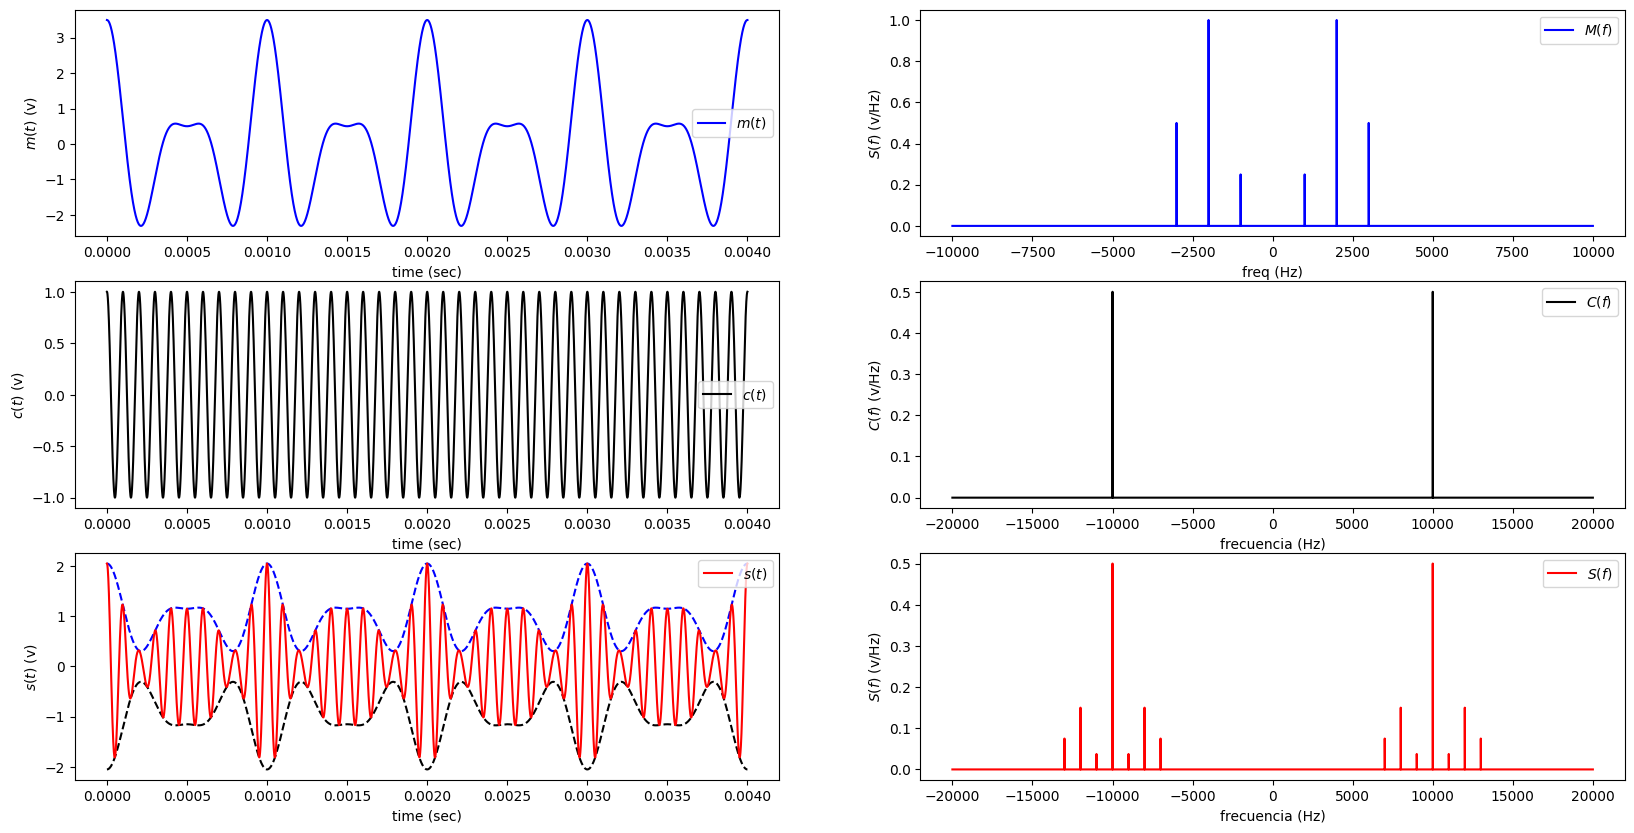 3
2
1
0
−1
−2
m(t) (v)
m(t)
0.0000 0.0005 0.0010 0.0015 0.0020 0.0025 0.0030 0.0035 0.0040
time (sec)
1.0
0.8
0.6
0.4
0.2
0.0
S(f) (v/Hz)
M(f)
−10000 −7500 −5000 −2500 0 2500 5000 7500 10000
freq (Hz)
1.0
0.5
0.0
−0.5
−1.0
c(t) (v)
c(t)
0.0000 0.0005 0.0010 0.0015 0.0020 0.0025 0.0030 0.0035 0.0040
time (sec)
0.5
0.4
0.3
0.2
0.1
0.0
C(f) (v/Hz)
C(f)
−20000 −15000 −10000 −5000 0 5000 10000 15000 20000
frecuencia (Hz)
2
1
0
−1
−2
s(t) (v)
s(t)
0.0000 0.0005 0.0010 0.0015 0.0020 0.0025 0.0030 0.0035 0.0040
time (sec)
0.5
0.4
0.3
0.2
0.1
0.0
S(f) (v/Hz)
S(f)
−20000 −15000 −10000 −5000 0 5000 10000 15000 20000
frecuencia (Hz)